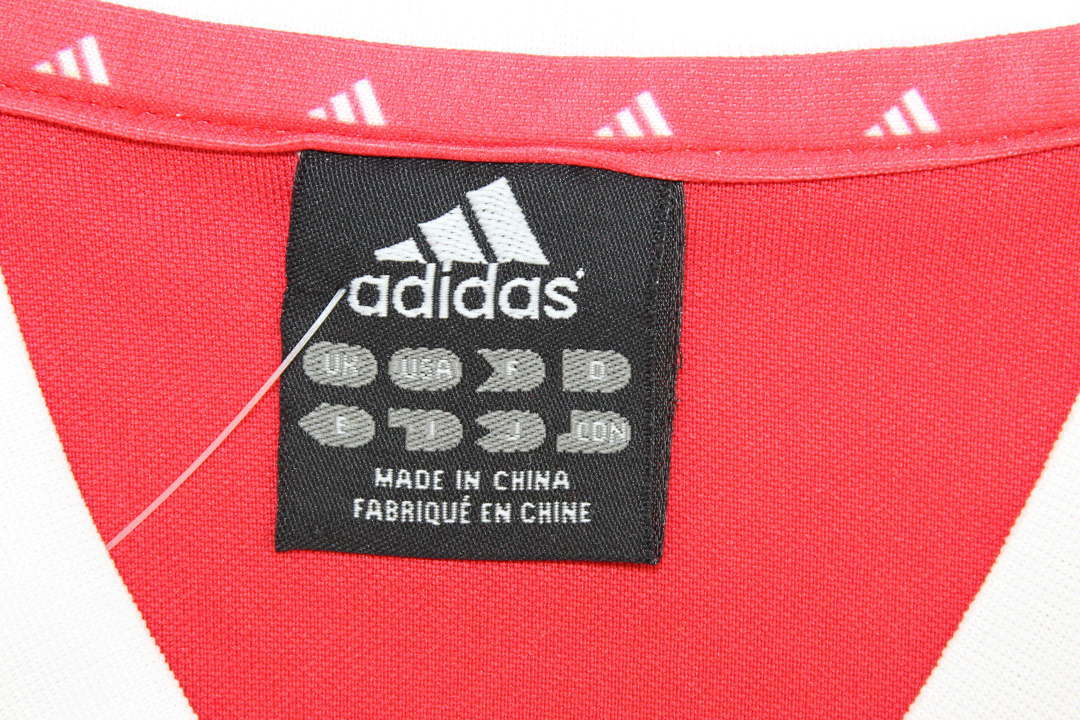 adidas
UK USA F D
E I J CDN
MADE IN CHINA
FABRIQUÉ EN CHINE